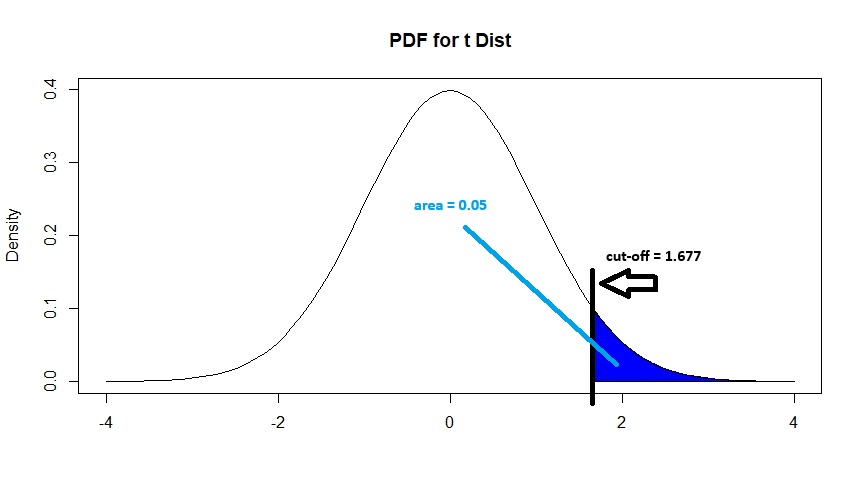 PDF for t Dist
0.4
0.3
0.2
0.1
0.0
Density
area = 0.05
cut-off = 1.677
-4
-2
0
2
4